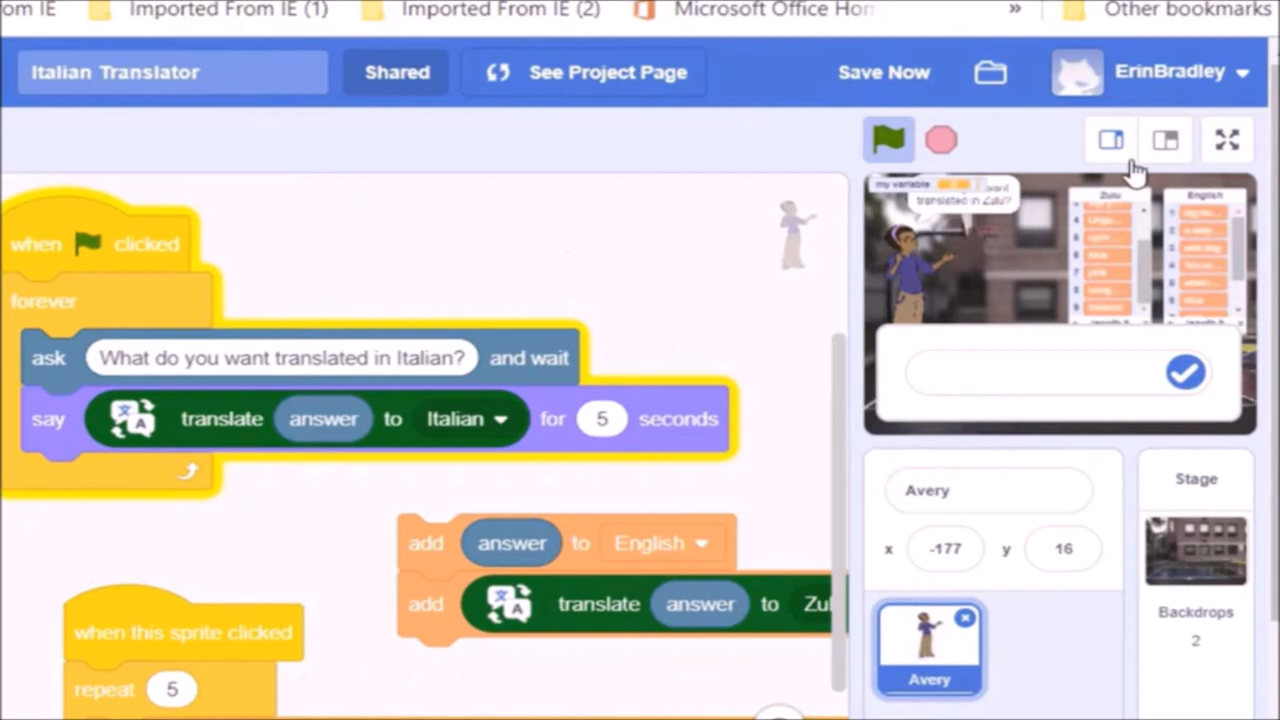 om IE
Imported From IE (1)
Imported From IE (2)
Microsoft Office Hom
»
Other bookmarks
Italian Translator
Shared
See Project Page
Save Now
ErinBradley
my variable
want
translated in Zulu?
Zulu
English
when clicked
forever
ask What do you want translated in Italian? and wait
say translate answer to Italian for 5 seconds
add answer to English
add translate answer to Zul
when this sprite clicked
repeat 5
Avery
x -177 y 16
Avery
Stage
Backdrops
2